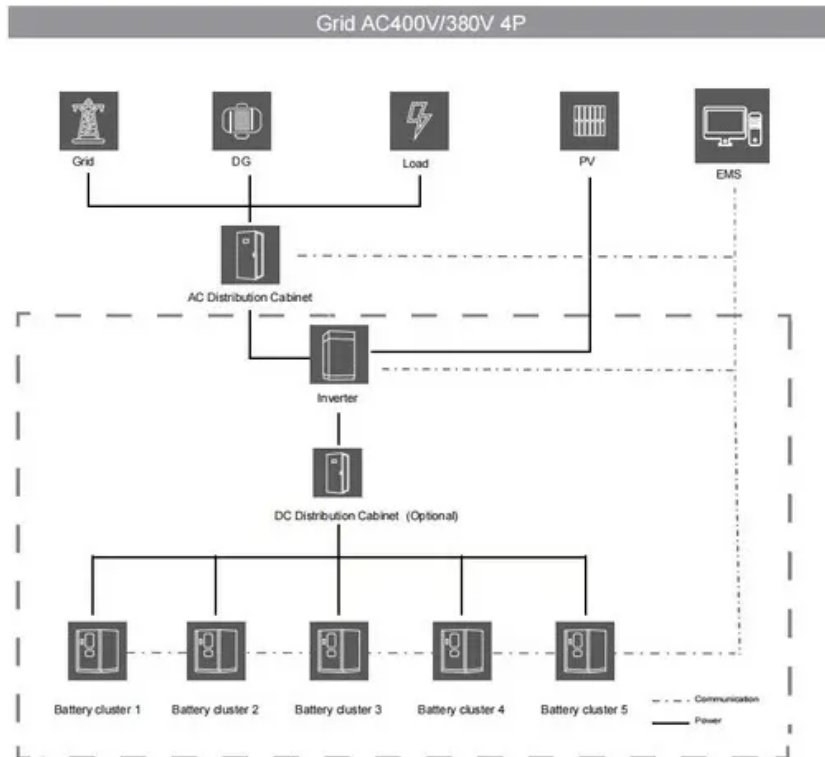 Grid AC400V/380V 4P
Grid
DG
Load
PV
EMS
AC Distribution Cabinet
Inverter
DC Distribution Cabinet (Optional)
Battery cluster 1
Battery cluster 2
Battery cluster 3
Battery cluster 4
Battery cluster 5
Communication
Power